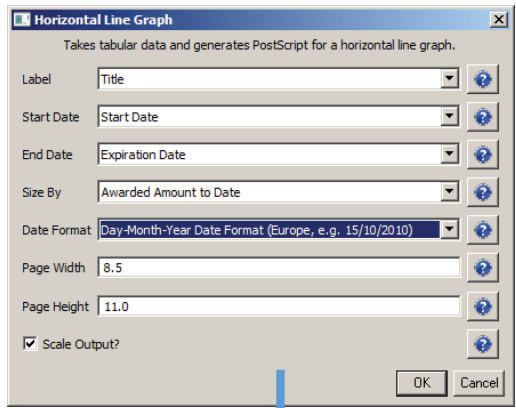 Horizontal Line Graph
Takes tabular data and generates PostScript for a horizontal line graph.
Label Title
Start Date Start Date
End Date Expiration Date
Size By Awarded Amount to Date
Date Format Day-Month-Year Date Format (Europe, e.g. 15/10/2010)
Page Width 8.5
Page Height 11.0
Scale Output?
OK Cancel